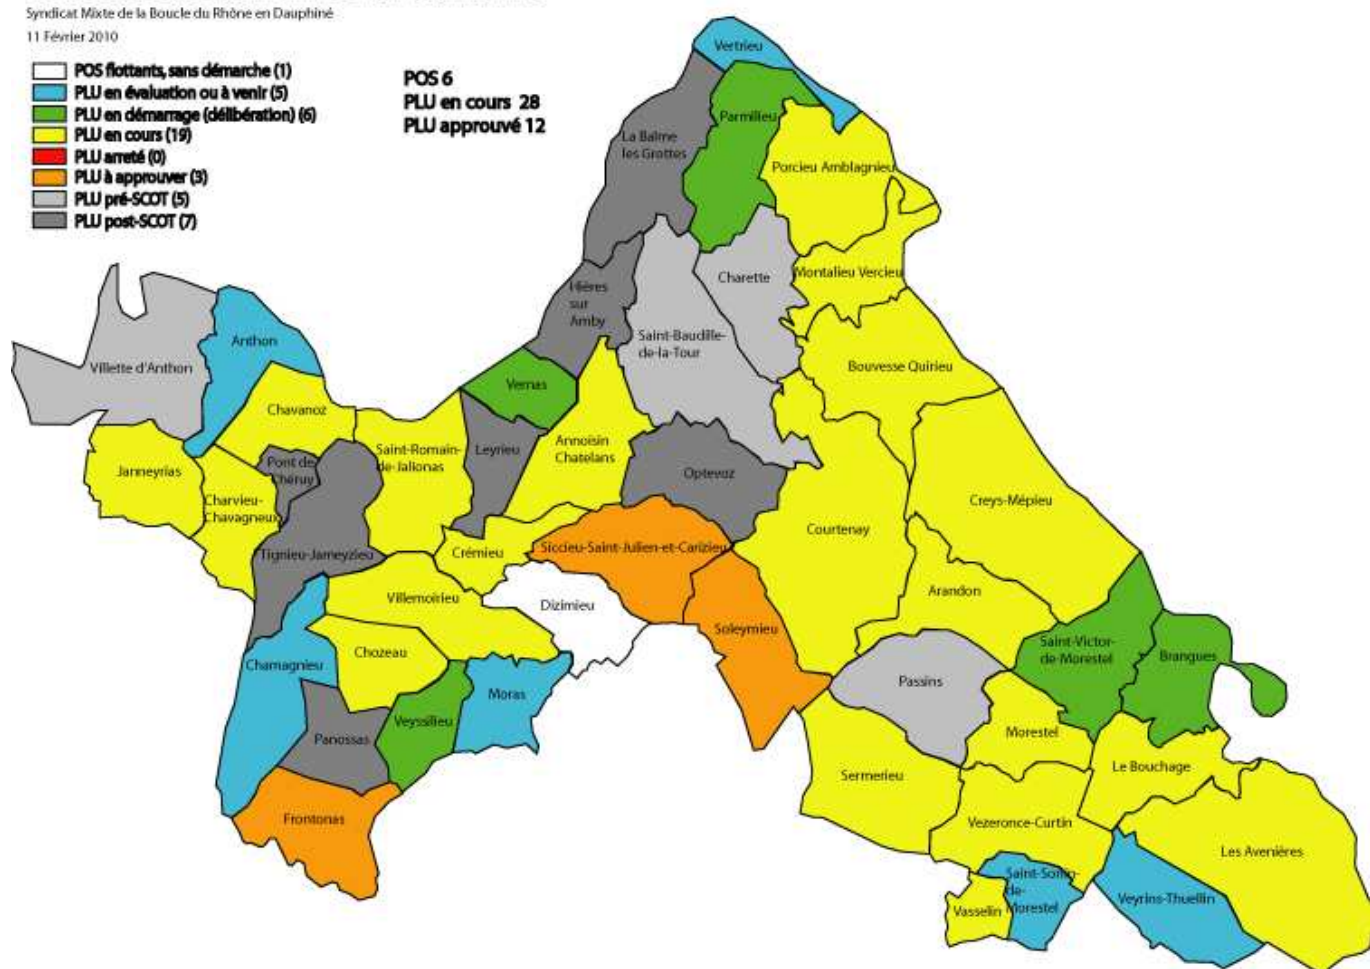 Syndicat Mixte de la Boucle du Rhône en Dauphiné
11 Février 2010
POS flottants, sans démarche (1)
PLU en évaluation ou à venir (5)
PLU en démarrage (délibération) (6)
PLU en cours (19)
PLU arreté (0)
PLU à approuver (3)
PLU pré-SCOT (5)
PLU post-SCOT (7)
POS 6
PLU en cours 28
PLU approuvé 12
Vertrieu
Parmilieu
La Balme
les Grottes
Porcieu Amblagnieu
Charette
Montalieu Vercieu
Hières
sur
Amby
Saint-Baudille-
de-la-Tour
Anthon
Villette d'Anthon
Bouvesse Quirieu
Vernas
Chavanoz
Annoisin
Chatelans
Saint-Romain-
de-Jalionas
Leyrieu
Pont de
Chéruy
Janneyrias
Optevoz
Charvieu-
Chavagneux
Creys-Mépieu
Courtenay
Tignieu-Jameyzieu
Crémieu
Siccieu-Saint-Julien-et-Carizieu
Villemoirieu
Dizimieu
Arandon
Soleymieu
Saint-Victor-
de-Morestel
Brangues
Chozeau
Chamagnieu
Passins
Moras
Veyssilieu
Panossas
Morestel
Le Bouchage
Sermerieu
Frontonas
Vezeronce-Curtin
Les Avenières
Saint-Sorlin-
de-
Morestel
Veyrins-Thuellin
Vasselin